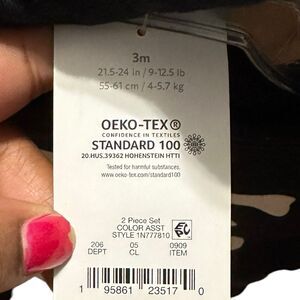 3m
21.5-24 in / 9-12.5 lb
55-61 cm / 4-5.7 kg
OEKO-TEX®
CONFIDENCE IN TEXTILES
STANDARD 100
20.HUS.39362 HOHENSTEIN HTTI
Tested for harmful substances.
www.oeko-tex.com/standard100
2 Piece Set
COLOR ASST
STYLE 1N777810
206 05 0909
DEPT CL ITEM
1 95861 23517 0